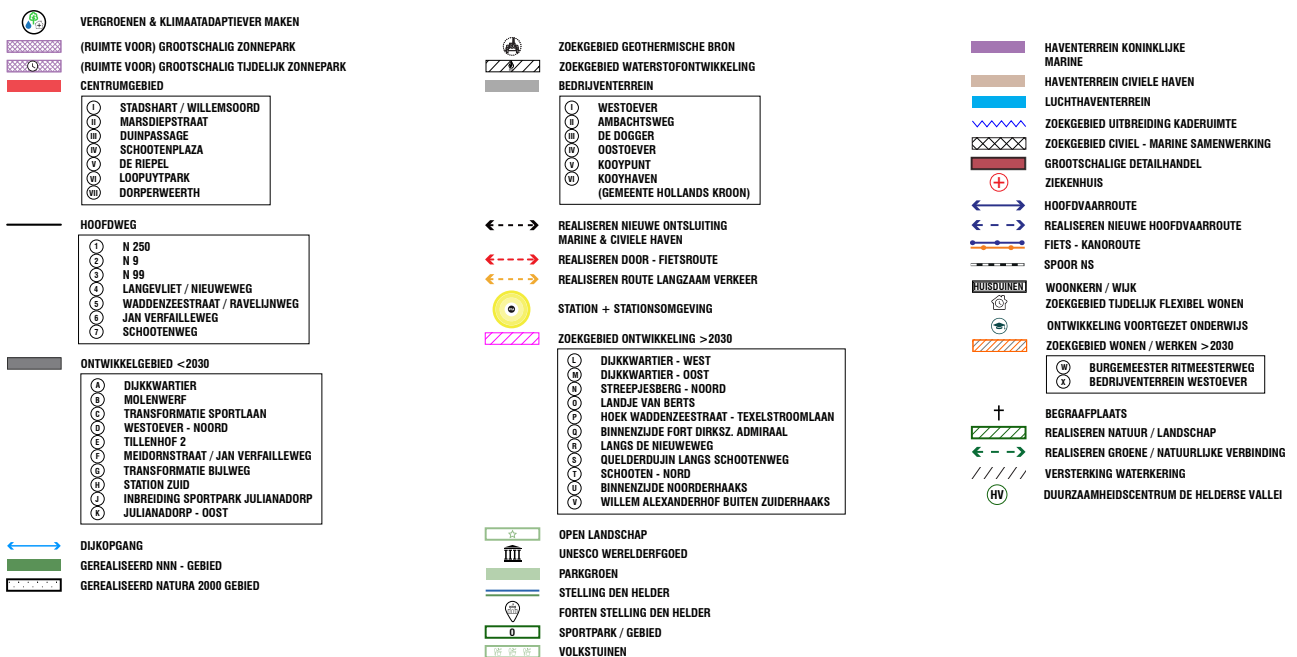 VERGROENEN & KLIMAATADAPTIEVER MAKEN
(RUIMTE VOOR) GROOTSCHALIG ZONNEPARK
(RUIMTE VOOR) GROOTSCHALIG TIJDELIJK ZONNEPARK
CENTRUMGEBIED
I STADSHART / WILLEMSOORD
II MARSDIEPSTRAAT
III DUINPASSAGE
IV SCHOOTENPLAZA
V DE RIEPEL
VI LOOPUYTPARK
VII DORPERWEERTH
HOOFDWEG
1 N 250
2 N 9
3 N 99
4 LANGEVLIET / NIEUWEWEG
5 WADDENZEESTRAAT / RAVELIJNWEG
6 JAN VERFAILLEWEG
7 SCHOOTENWEG
ONTWIKKELGEBIED <2030
A DIJKKWARTIER
B MOLENWERF
C TRANSFORMATIE SPORTLAAN
D WESTOEVER - NOORD
E TILLENHOF 2
F MEIDORNSTRAAT / JAN VERFAILLEWEG
G TRANSFORMATIE BIJLWEG
H STATION ZUID
J INBREIDING SPORTPARK JULIANADORP
K JULIANADORP - OOST
DIJKOPGANG
GEREALISEERD NNN - GEBIED
GEREALISEERD NATURA 2000 GEBIED
ZOEKGEBIED GEOTHERMISCHE BRON
ZOEKGEBIED WATERSTOFONTWIKKELING
BEDRIJVENTERREIN
I WESTOEVER
II AMBACHTSWEG
III DE DOGGER
IV OOSTOEVER
V KOOYPUNT
VI KOOYHAVEN
(GEMEENTE HOLLANDS KROON)
REALISEREN NIEUWE ONTSLUITING
MARINE & CIVIELE HAVEN
REALISEREN DOOR - FIETSROUTE
REALISEREN ROUTE LANGZAAM VERKEER
STATION + STATIONSOMGEVING
ZOEKGEBIED ONTWIKKELING >2030
L DIJKKWARTIER - WEST
M DIJKKWARTIER - OOST
N STREEPJESBERG - NOORD
O LANDJE VAN BERTS
P HOEK WADDENZEESTRAAT - TEXELSTROOMLAAN
Q BINNENZIJDE FORT DIRKSZ. ADMIRAAL
R LANGS DE NIEUWEWEG
S QUELDERDUIJN LANGS SCHOOTENWEG
T SCHOOTEN - NORD
U BINNENZIJDE NOORDERHAAKS
V WILLEM ALEXANDERHOF BUITEN ZUIDERHAAKS
OPEN LANDSCHAP
UNESCO WERELDERFGOED
PARKGROEN
STELLING DEN HELDER
FORTEN STELLING DEN HELDER
0 SPORTPARK / GEBIED
VOLKSTUINEN
HAVENTERREIN KONINKLIJKE
MARINE
HAVENTERREIN CIVIELE HAVEN
LUCHTHAVENTERREIN
ZOEKGEBIED UITBREIDING KADERUIMTE
ZOEKGEBIED CIVIEL - MARINE SAMENWERKING
GROOTSCHALIGE DETAILHANDEL
ZIEKENHUIS
HOOFDVAARROUTE
REALISEREN NIEUWE HOOFDVAARROUTE
FIETS - KANOROUTE
SPOOR NS
HUISDUINEN WOONKERN / WIJK
ZOEKGEBIED TIJDELIJK FLEXIBEL WONEN
ONTWIKKELING VOORTGEZET ONDERWIJS
ZOEKGEBIED WONEN / WERKEN >2030
W BURGEMEESTER RITMEESTERWEG
X BEDRIJVENTERREIN WESTOEVER
BEGRAAFPLAATS
REALISEREN NATUUR / LANDSCHAP
REALISEREN GROENE / NATUURLIJKE VERBINDING
VERSTERKING WATERKERING
HV DUURZAAMHEIDSCENTRUM DE HELDERSE VALLEI